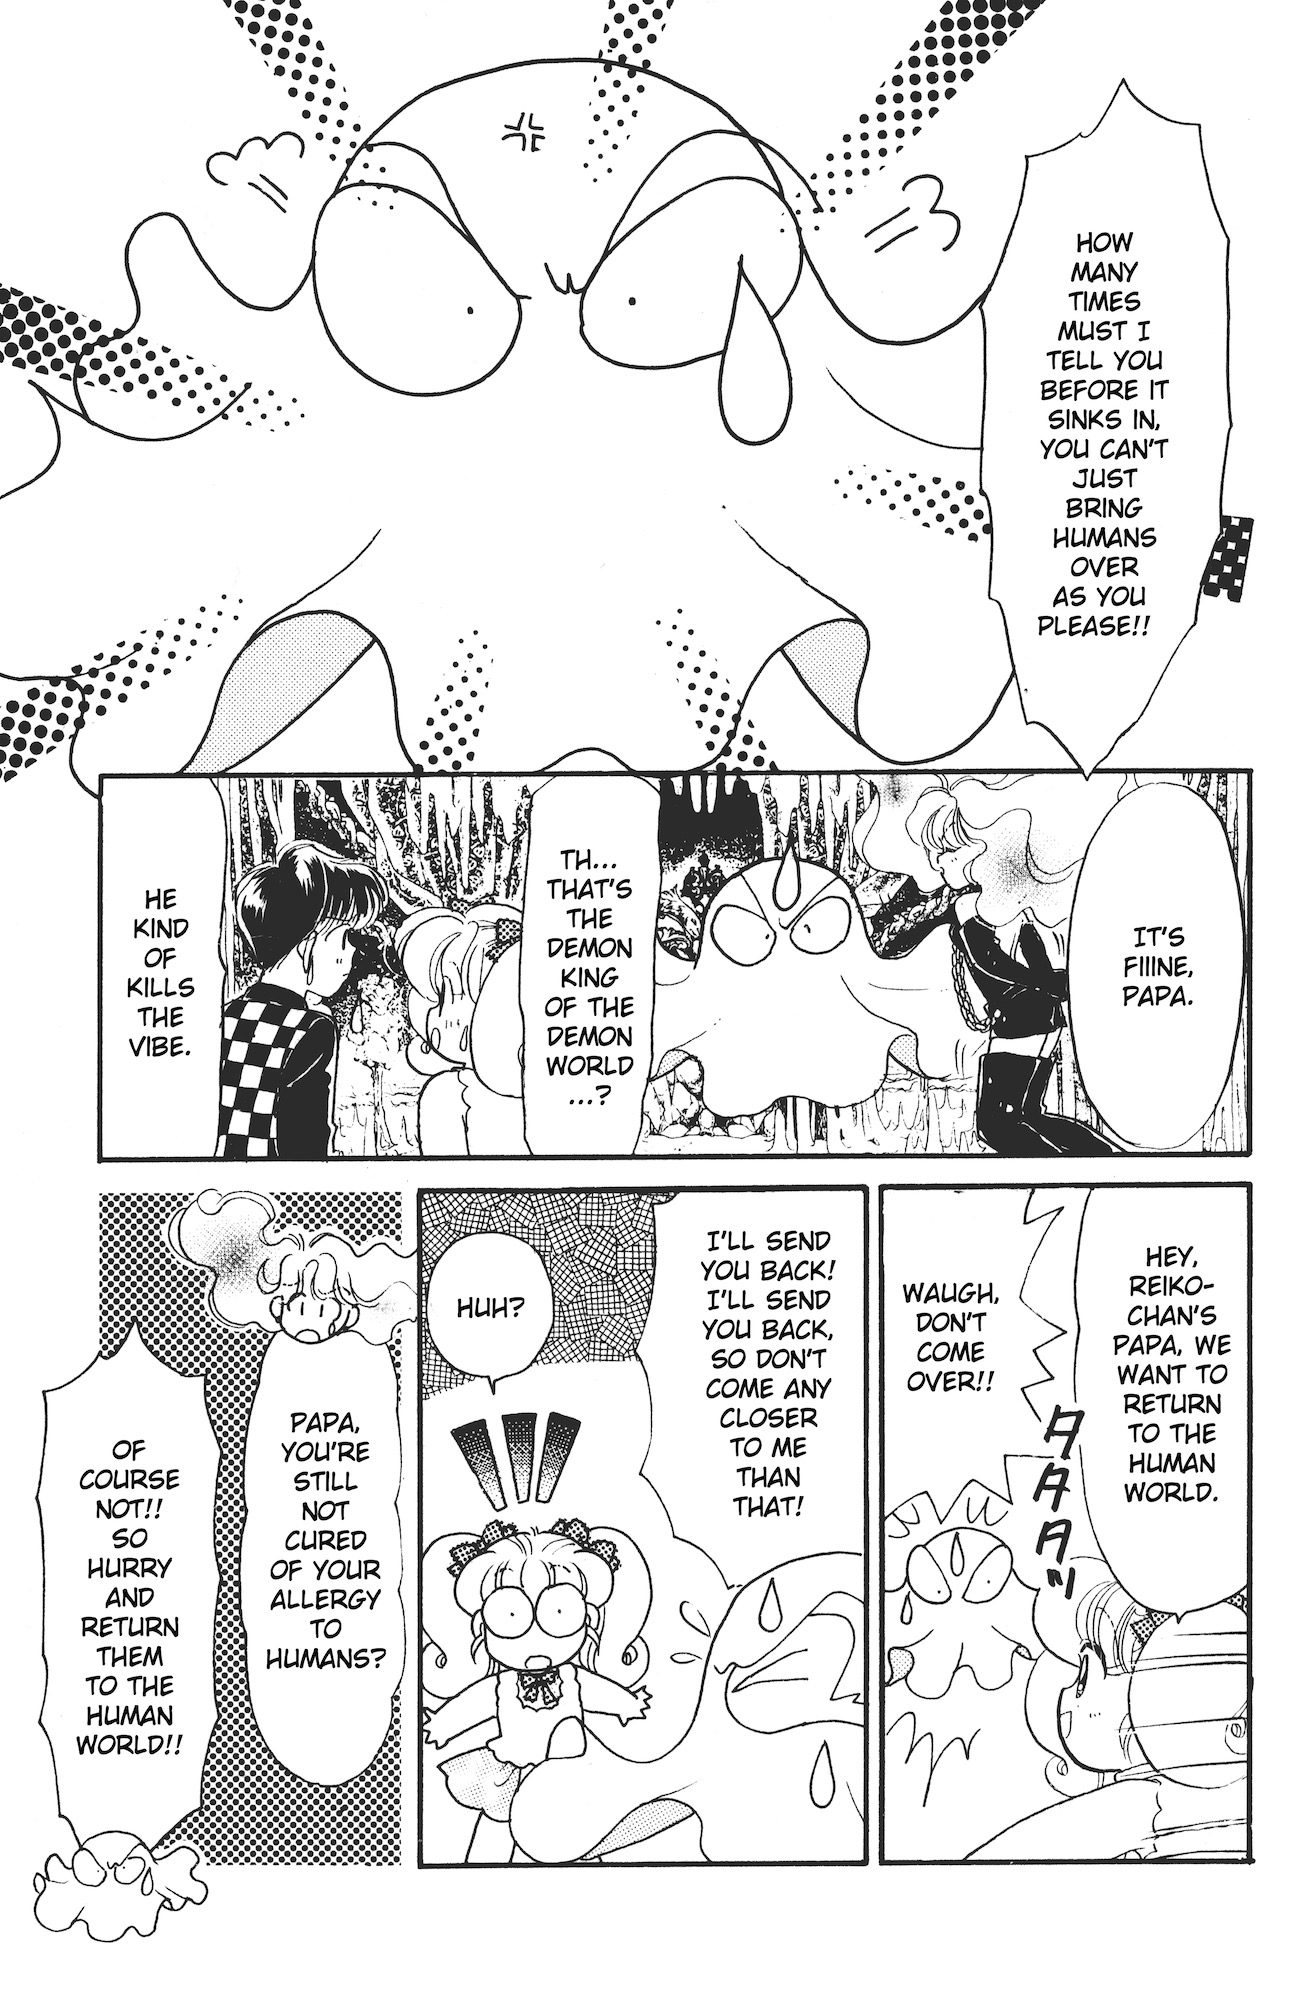 HOW
MANY
TIMES
MUST I
TELL YOU
BEFORE IT
SINKS IN,
YOU CAN'T
JUST
BRING
HUMANS
OVER
AS YOU
PLEASE!!
IT'S
FIIINE,
PAPA.
TH...
THAT'S
THE
DEMON
KING
OF THE
DEMON
WORLD
...?
HE
KIND
OF
KILLS
THE
VIBE.
HEY,
REIKO-
CHAN'S
PAPA, WE
WANT TO
RETURN
TO THE
HUMAN
WORLD.
タタタッ
WAUGH,
DON'T
COME
OVER!!
I'LL SEND
YOU BACK!
I'LL SEND
YOU BACK,
SO DON'T
COME ANY
CLOSER
TO ME
THAN
THAT!
HUH?
PAPA,
YOU'RE
STILL
NOT
CURED
OF YOUR
ALLERGY
TO
HUMANS?
OF
COURSE
NOT!!
SO
HURRY
AND
RETURN
THEM
TO THE
HUMAN
WORLD!!